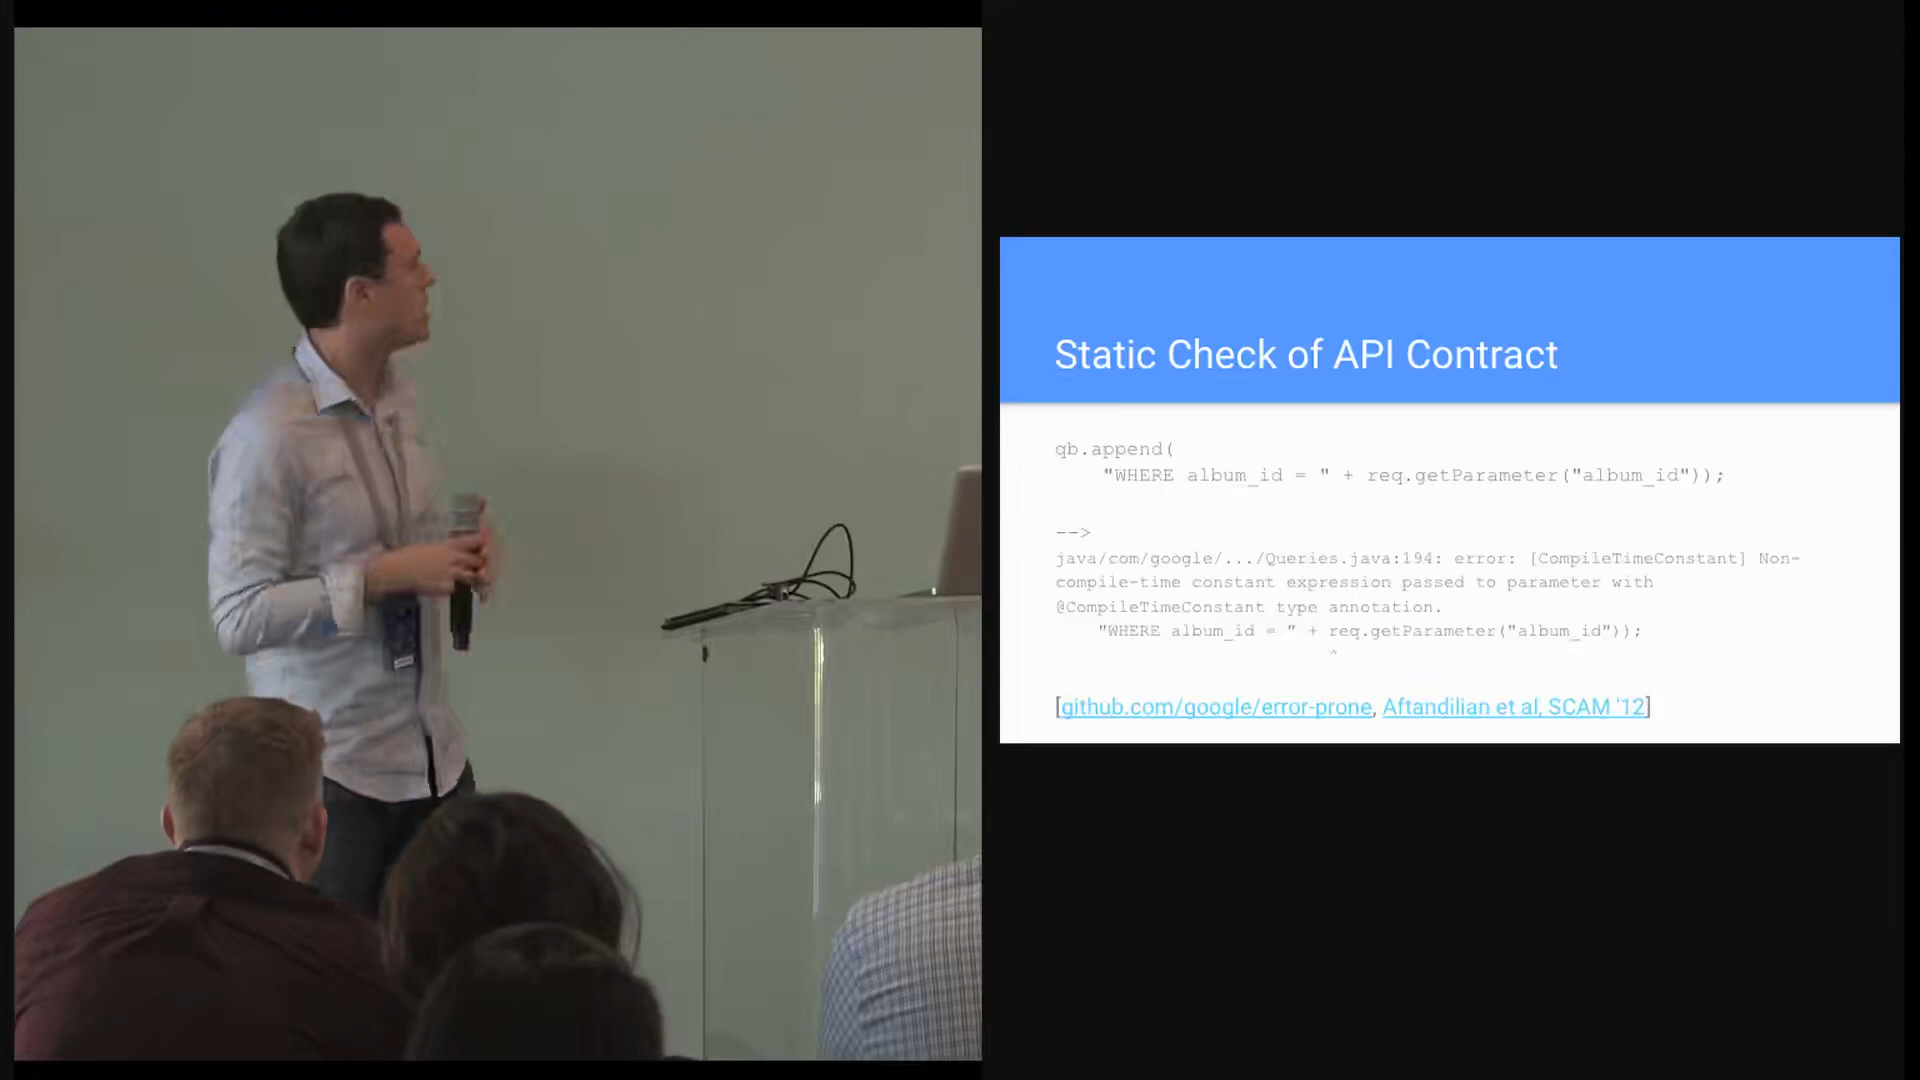 Static Check of API Contract
qb.append(
"WHERE album_id = " + req.getParameter("album_id"));
-->
java/com/google/.../Queries.java:194: error: [CompileTimeConstant] Non-
compile-time constant expression passed to parameter with
@CompileTimeConstant type annotation.
"WHERE album_id = " + req.getParameter("album_id"));
^
[github.com/google/error-prone, Aftandilian et al, SCAM '12]